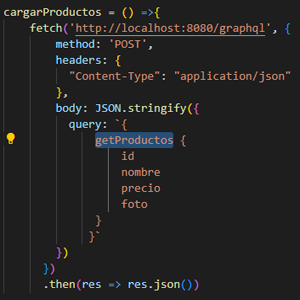 cargarProductos = () =>{
fetch('http://localhost:8080/graphql', {
method: 'POST',
headers: {
"Content-Type": "application/json"
},
body: JSON.stringify({
query: `{
getProductos {
id
nombre
precio
foto
}
}`
})
})
.then(res => res.json())